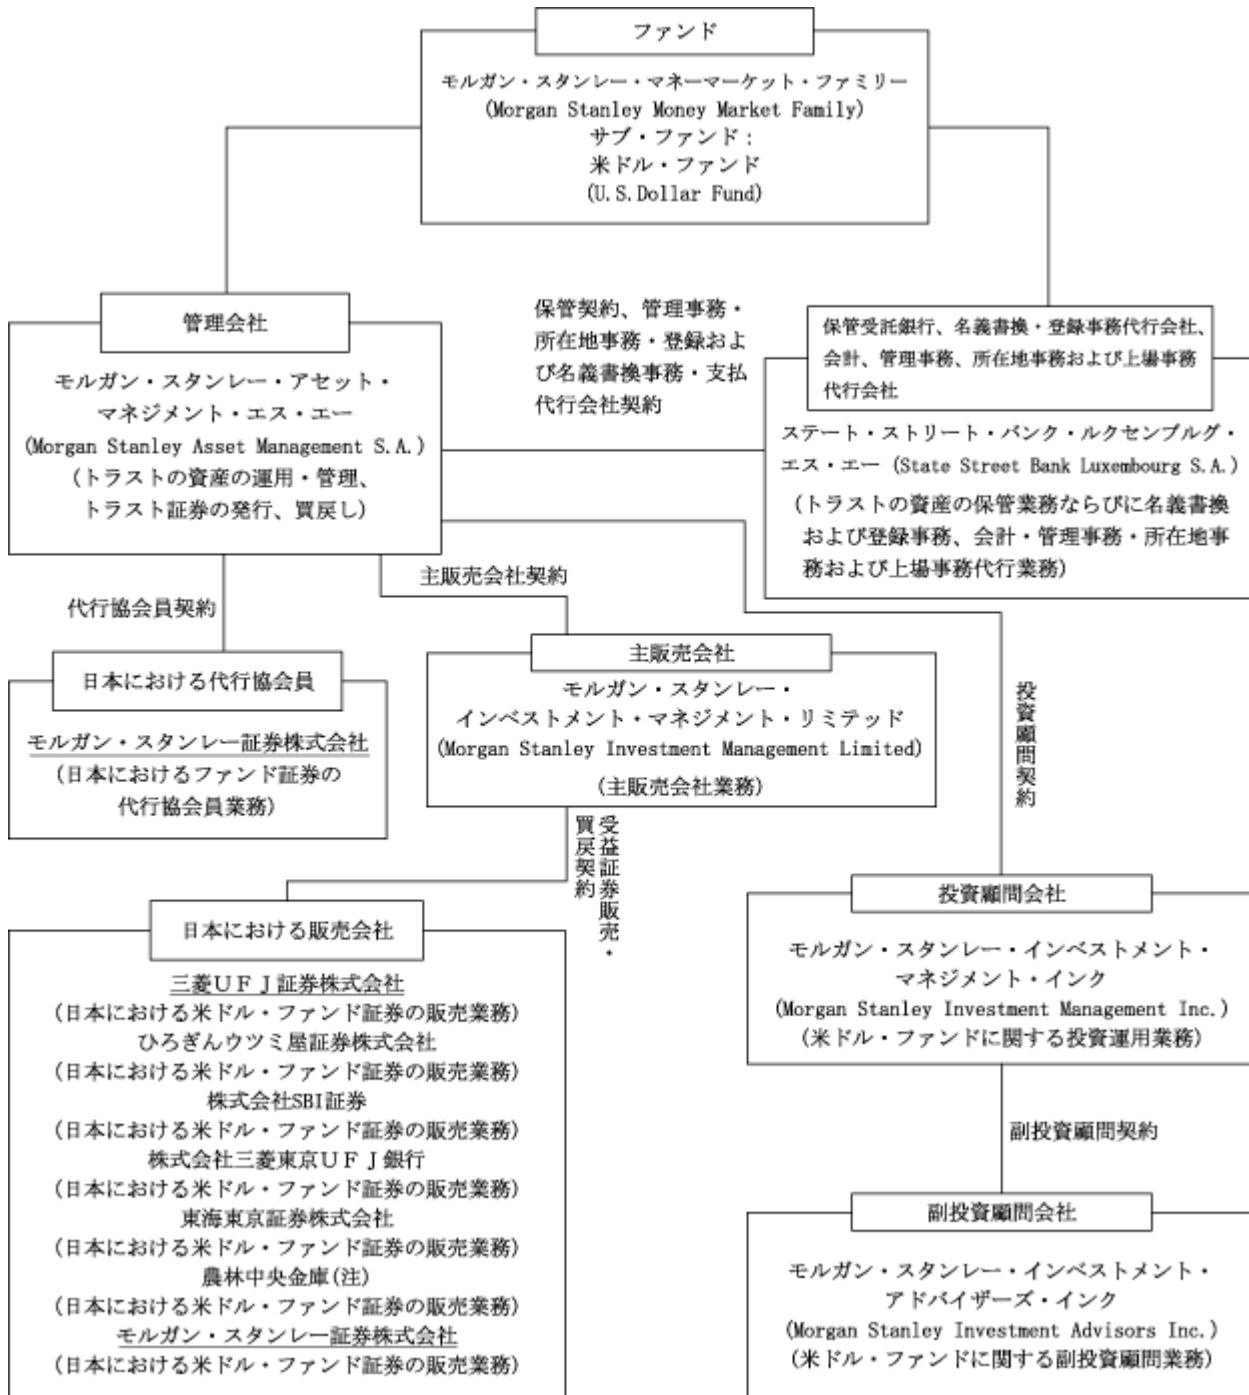 ファンド
モルガン・スタンレー・マネーマーケット・ファミリー
(Morgan Stanley Money Market Family)
サブ・ファンド：
米ドル・ファンド
(U.S.Dollar Fund)
管理会社
モルガン・スタンレー・アセット・
マネジメント・エス・エー
(Morgan Stanley Asset Management S.A.)
(トラストの資産の運用・管理、
トラスト証券の発行、買戻し)
保管契約、管理事務・
所在地事務・登録およ
び名義書換事務・支払
代行会社契約
保管受託銀行、名義書換・登録事務代行会社、
会計、管理事務、所在地事務および上場事務
代行会社
ステート・ストリート・バンク・ルクセンブルグ・
エス・エー (State Street Bank Luxembourg S.A.)
(トラストの資産の保管業務ならびに名義書換
および登録事務、会計・管理事務・所在地事
務および上場事務代行業務)
代行協会員契約
主販売会社契約
投資顧問契約
日本における代行協会員
モルガン・スタンレー証券株式会社
(日本におけるファンド証券の
代行協会員業務)
主販売会社
モルガン・スタンレー・
インベストメント・マネジメント・リミテッド
(Morgan Stanley Investment Management Limited)
(主販売会社業務)
受益証券販売・
買戻契約
日本における販売会社
三菱ＵＦＪ証券株式会社
(日本における米ドル・ファンド証券の販売業務)
ひろぎんウツミ屋証券株式会社
(日本における米ドル・ファンド証券の販売業務)
株式会社SBI証券
(日本における米ドル・ファンド証券の販売業務)
株式会社三菱東京ＵＦＪ銀行
(日本における米ドル・ファンド証券の販売業務)
東海東京証券株式会社
(日本における米ドル・ファンド証券の販売業務)
農林中央金庫(注)
(日本における米ドル・ファンド証券の販売業務)
モルガン・スタンレー証券株式会社
(日本における米ドル・ファンド証券の販売業務)
投資顧問会社
モルガン・スタンレー・インベストメント・
マネジメント・インク
(Morgan Stanley Investment Management Inc.)
(米ドル・ファンドに関する投資運用業務)
副投資顧問契約
副投資顧問会社
モルガン・スタンレー・インベストメント・
アドバイザーズ・インク
(Morgan Stanley Investment Advisors Inc.)
(米ドル・ファンドに関する副投資顧問業務)